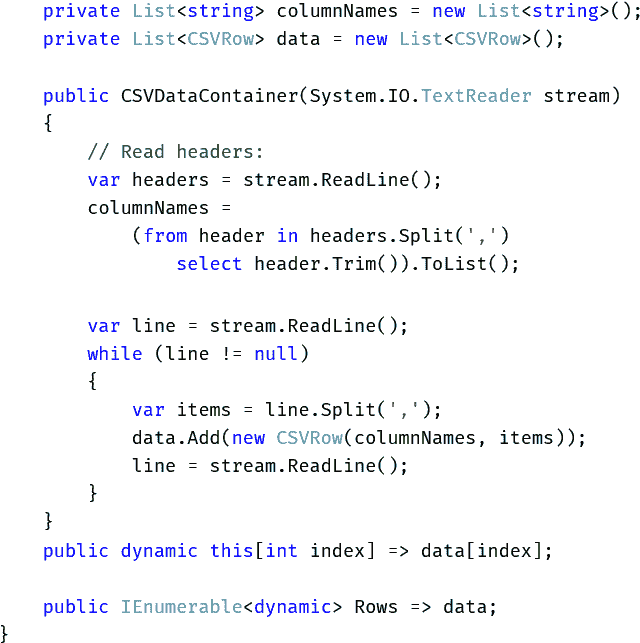 private List<string> columnNames = new List<string>();
    private List<CSVRow> data = new List<CSVRow>();

    public CSVDataContainer(System.IO.TextReader stream)
    {
        // Read headers:
        var headers = stream.ReadLine();
        columnNames =
            (from header in headers.Split(',')
                select header.Trim()).ToList();

        var line = stream.ReadLine();
        while (line != null)
        {
            var items = line.Split(',');
            data.Add(new CSVRow(columnNames, items));
            line = stream.ReadLine();
        }
    }
    public dynamic this[int index] => data[index];

    public IEnumerable<dynamic> Rows => data;
}